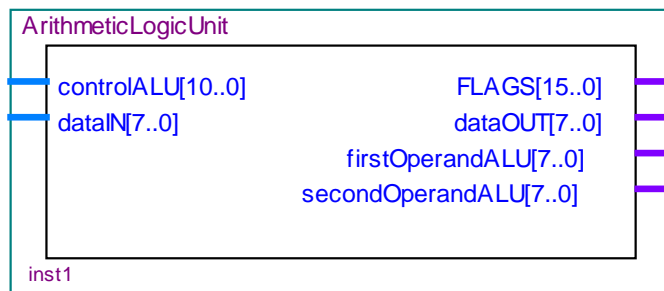 ArithmeticLogicUnit
controlALU[10..0]
dataIN[7..0]
FLAGS[15..0]
dataOUT[7..0]
firstOperandALU[7..0]
secondOperandALU[7..0]
inst1